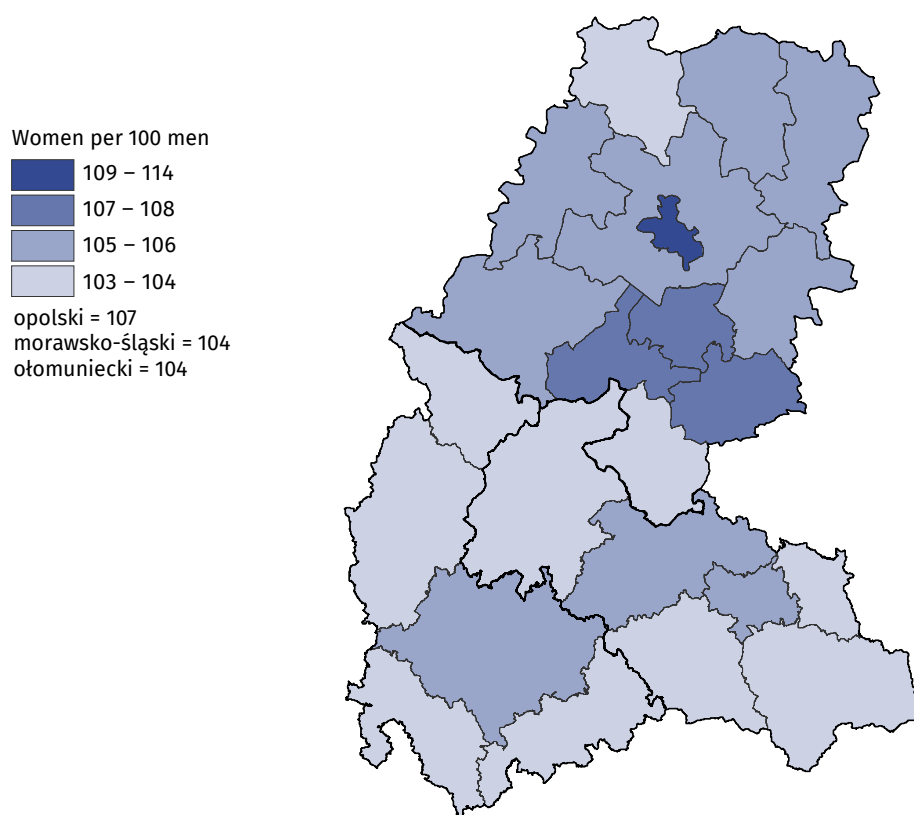 Women per 100 men
109 – 114
107 – 108
105 – 106
103 – 104
opolski = 107
morawsko-śląski = 104
ołomuniecki = 104